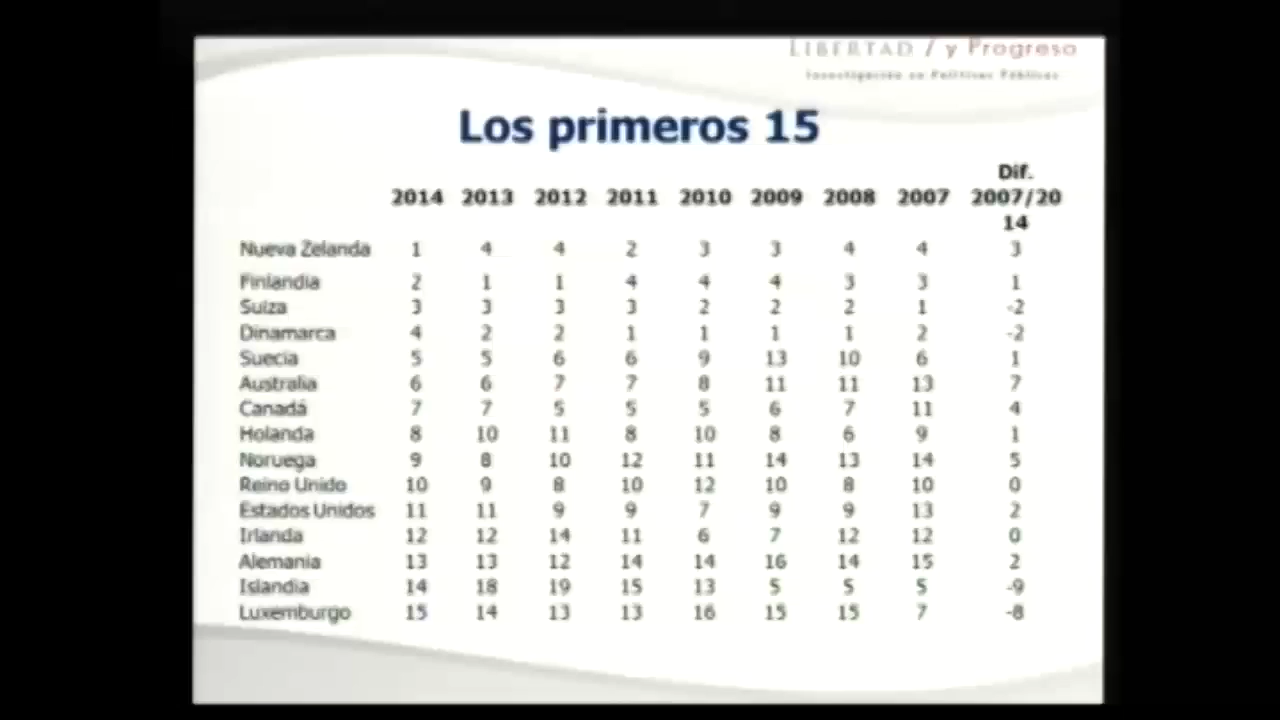 LIBERTAD / y Progreso
Investigación en Políticas Públicas
Los primeros 15
Dif.
2014 2013 2012 2011 2010 2009 2008 2007 2007/20
14
Nueva Zelanda 1 4 4 2 3 3 4 4 3
Finlandia 2 1 1 4 4 4 3 3 1
Suiza 3 3 3 3 2 2 2 1 -2
Dinamarca 4 2 2 1 1 1 1 2 -2
Suecia 5 5 6 6 9 13 10 6 1
Australia 6 6 7 7 8 11 11 13 7
Canadá 7 7 5 5 5 6 7 11 4
Holanda 8 10 11 8 10 8 6 9 1
Noruega 9 8 10 12 11 14 13 14 5
Reino Unido 10 9 8 10 12 10 8 10 0
Estados Unidos 11 11 9 9 7 9 9 13 2
Irlanda 12 12 14 11 6 7 12 12 0
Alemania 13 13 12 14 14 16 14 15 2
Islandia 14 18 19 15 13 5 5 5 -9
Luxemburgo 15 14 13 13 16 15 15 7 -8